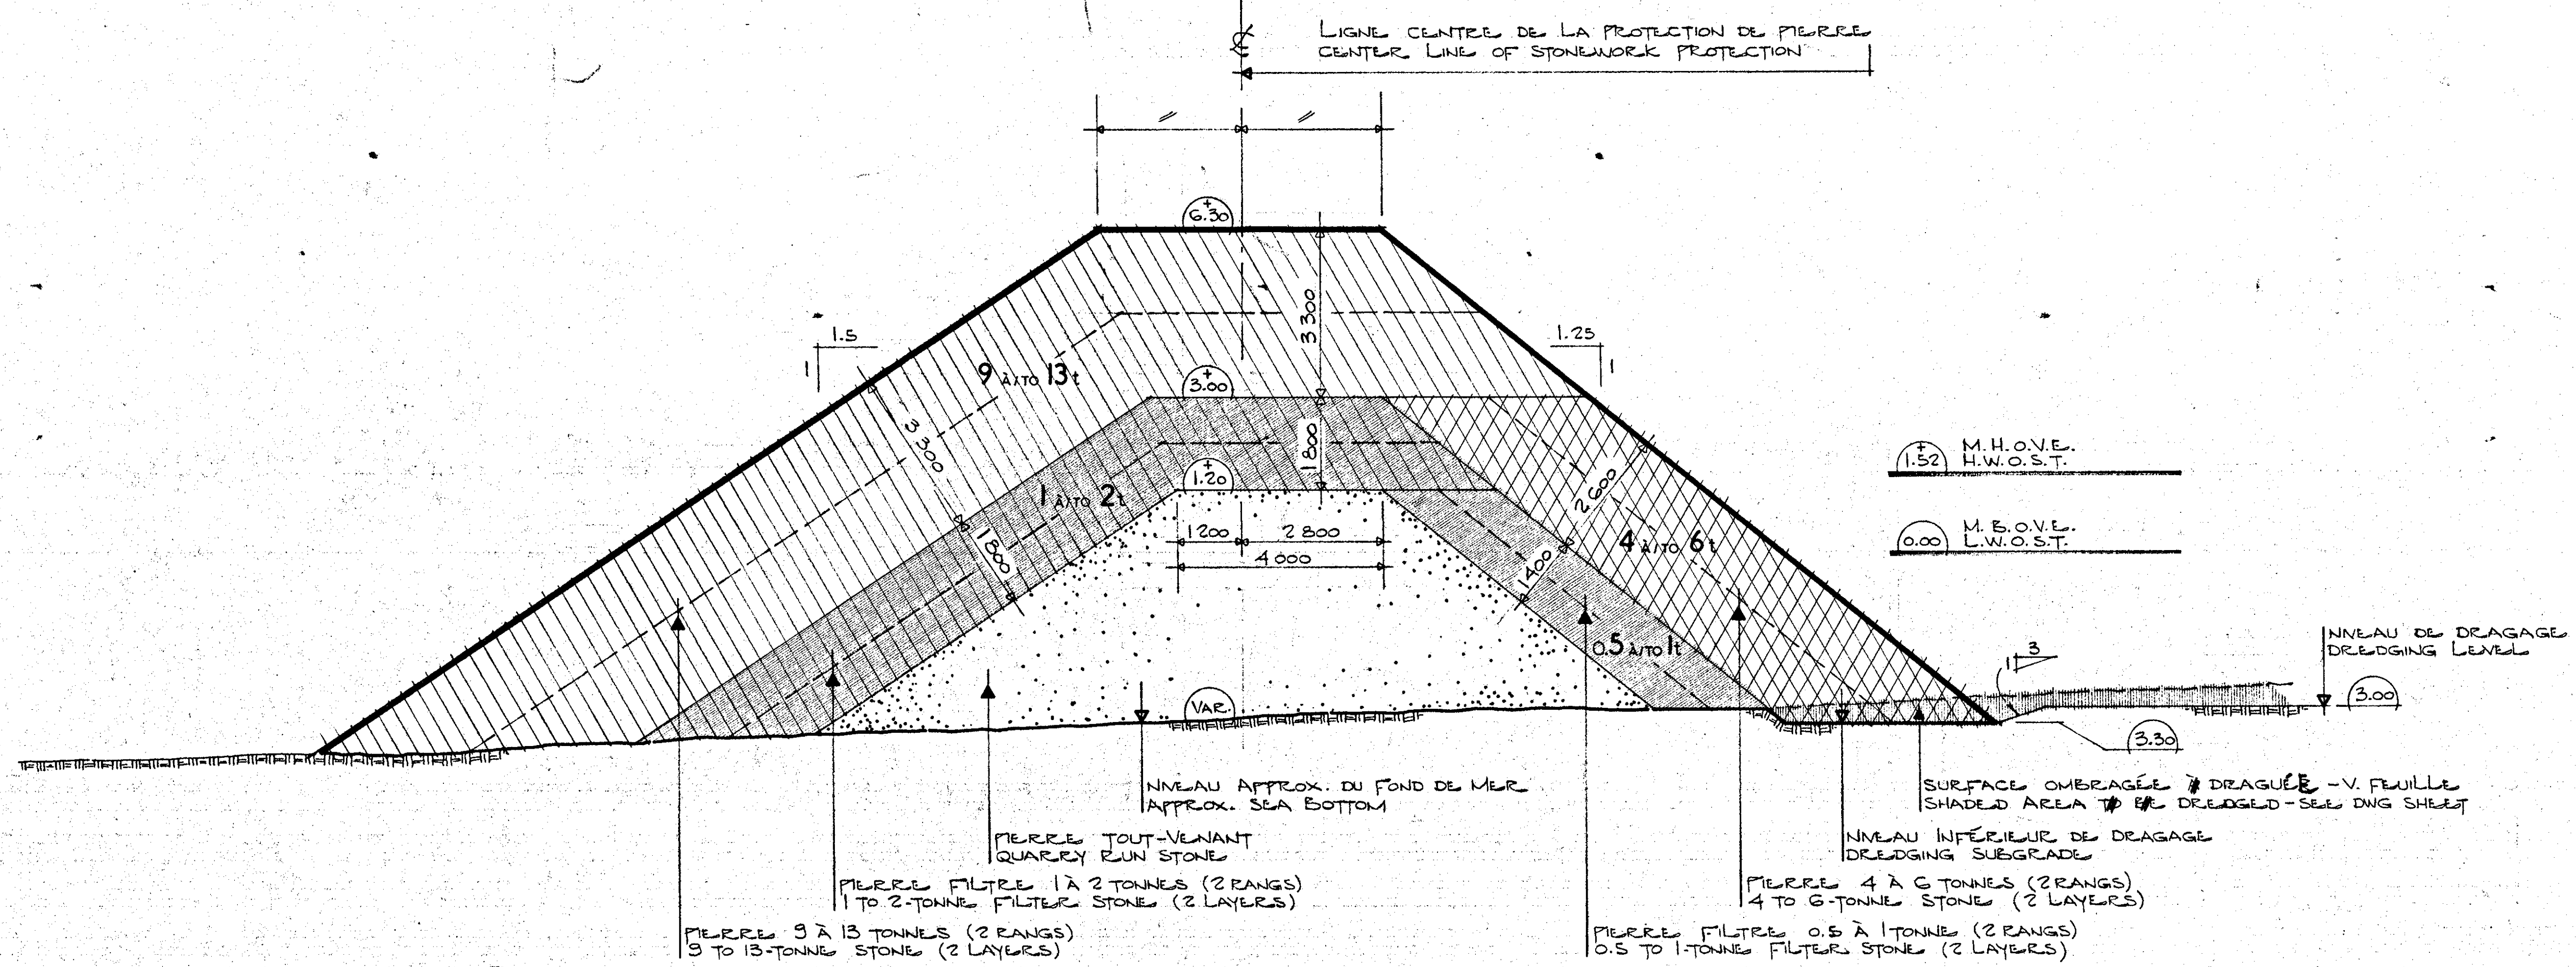 LIGNE CENTRE DE LA PROTECTION DE PIERRE
CENTER LINE OF STONEWORK PROTECTION
+
6.30
3 300
1.5
1
1.25
1
9 À/TO 13t
+
3.00
3 300
1 800
+
1.20
1 À/TO 2t
1 800
1 200
2 800
4 000
2 600
1 400
4 À/TO 6t
0.5 À/TO 1t
+
1.52
M.H.O.V.E.
H.W.O.S.T.
0.00
M.B.O.V.E.
L.W.O.S.T.
1
3
NIVEAU DE DRAGAGE
DREDGING LEVEL
3.00
VAR.
3.30
NIVEAU APPROX. DU FOND DE MER
APPROX. SEA BOTTOM
SURFACE OMBRAGÉE DRAGUÉE - V. FEUILLE
SHADED AREA DREDGED - SEE DWG SHEET
PIERRE TOUT-VENANT
QUARRY RUN STONE
NIVEAU INFÉRIEUR DE DRAGAGE
DREDGING SUBGRADE
PIERRE FILTRE 1 À 2 TONNES (2 RANGS)
1 TO 2-TONNE FILTER STONE (2 LAYERS)
PIERRE 4 À 6 TONNES (2 RANGS)
4 TO 6-TONNE STONE (2 LAYERS)
PIERRE 9 À 13 TONNES (2 RANGS)
9 TO 13-TONNE STONE (2 LAYERS)
PIERRE FILTRE 0.5 À 1 TONNE (2 RANGS)
0.5 TO 1-TONNE FILTER STONE (2 LAYERS)